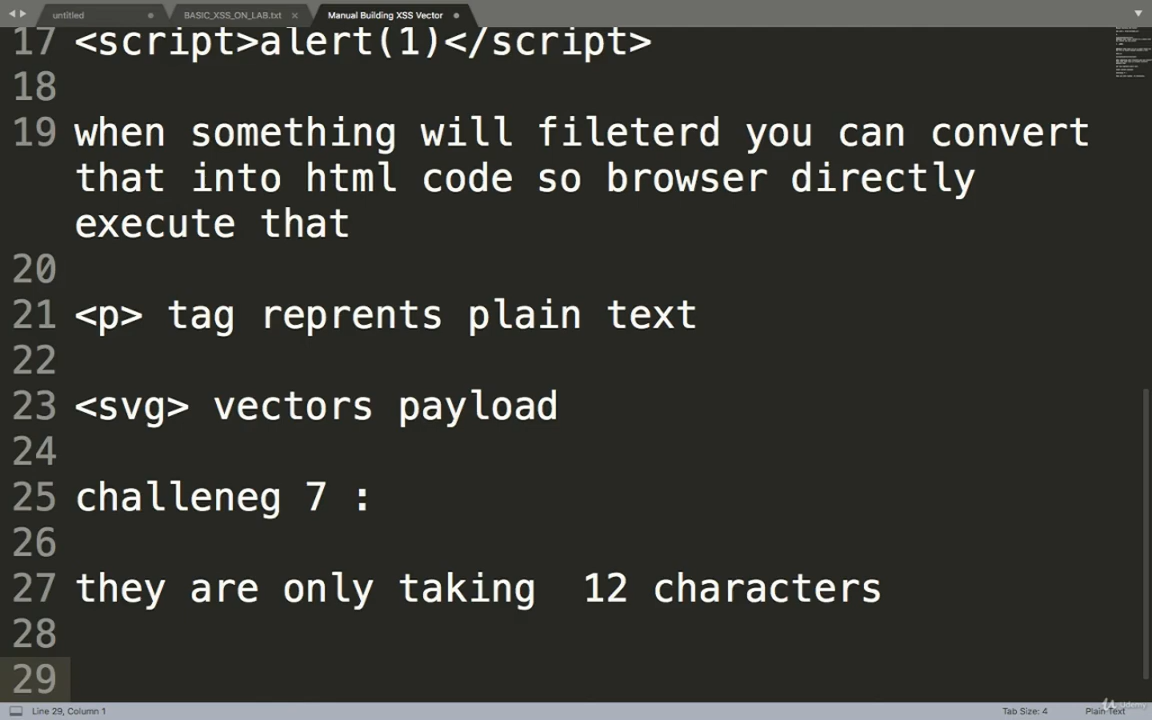 untitled
BASIC_XSS_ON_LAB.txt
Manual Building XSS Vector
17 <script>alert(1)</script>
18
19 when something will fileterd you can convert
that into html code so browser directly
execute that
20
21 <p> tag reprents plain text
22
23 <svg> vectors payload
24
25 challeneg 7 :
26
27 they are only taking  12 characters
28
29
Line 29, Column 1
Tab Size: 4
Plain Text
Udemy